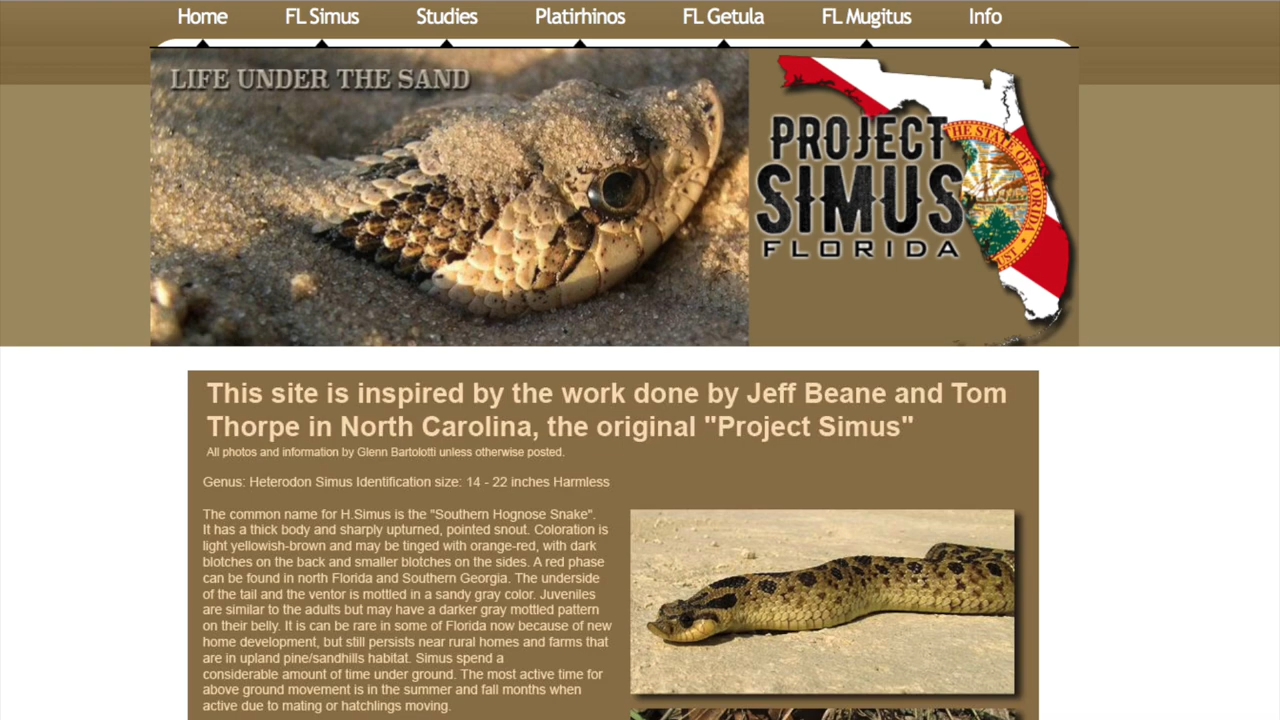 Home FL Simus Studies Platirhinos FL Getula FL Mugitus Info
LIFE UNDER THE SAND
PROJECT
SIMUS
FLORIDA
THE STATE OF FLORIDA
This site is inspired by the work done by Jeff Beane and Tom
Thorpe in North Carolina, the original "Project Simus"
All photos and information by Glenn Bartolotti unless otherwise posted.
Genus: Heterodon Simus Identification size: 14 - 22 inches Harmless
The common name for H.Simus is the "Southern Hognose Snake".
It has a thick body and sharply upturned, pointed snout. Coloration is
light yellowish-brown and may be tinged with orange-red, with dark
blotches on the back and smaller blotches on the sides. A red phase
can be found in north Florida and Southern Georgia. The underside
of the tail and the ventor is mottled in a sandy gray color. Juveniles
are similar to the adults but may have a darker gray mottled pattern
on their belly. It is can be rare in some of Florida now because of new
home development, but still persists near rural homes and farms that
are in upland pine/sandhills habitat. Simus spend a
considerable amount of time under ground. The most active time for
above ground movement is in the summer and fall months when
active due to mating or hatchlings moving.